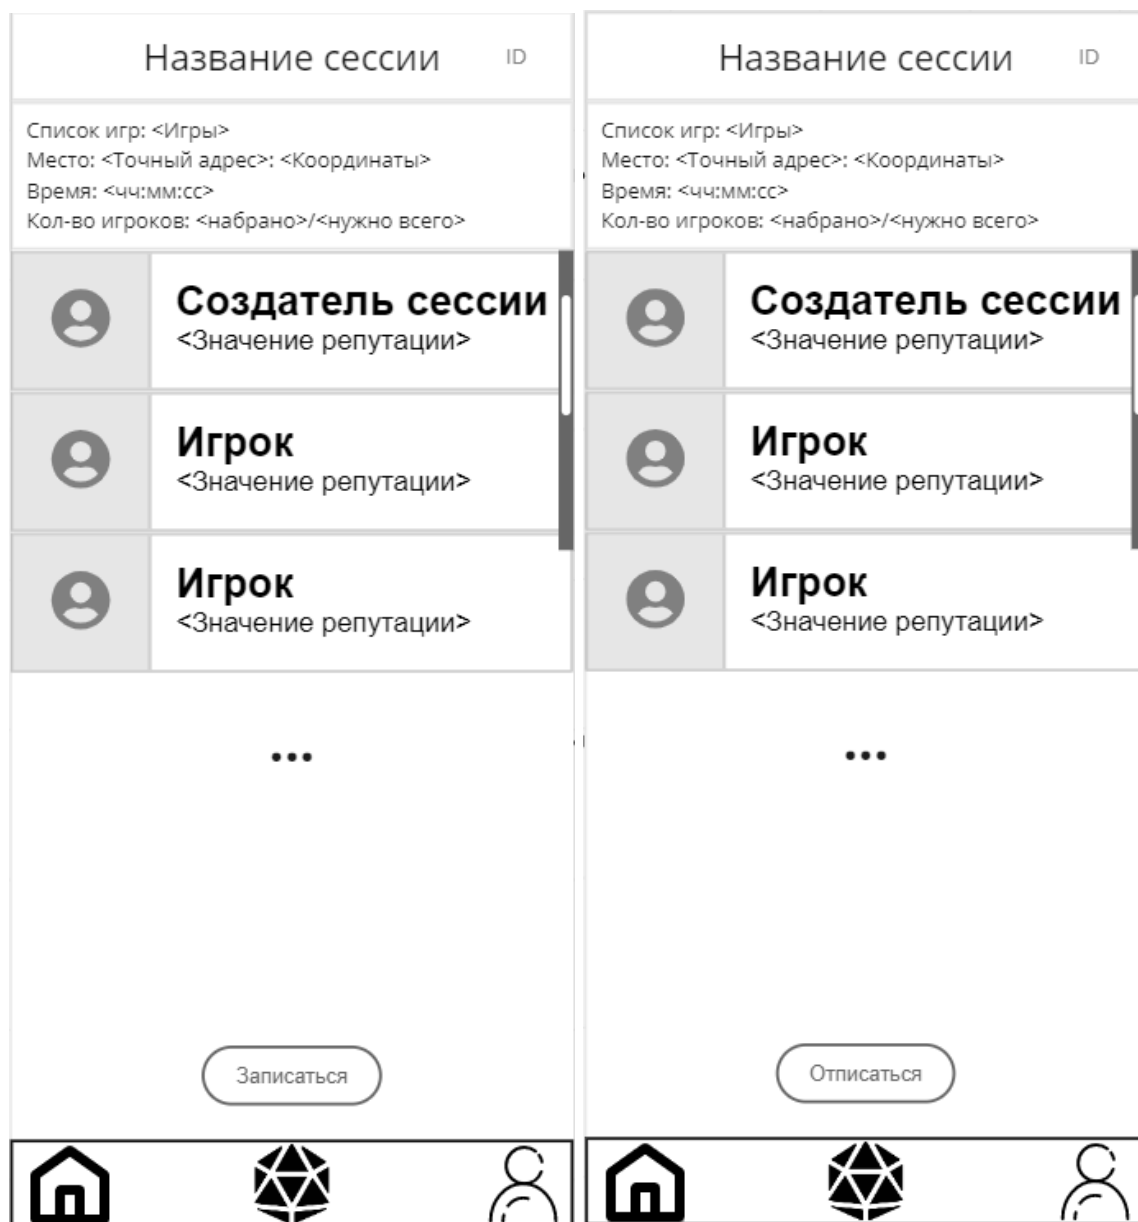 Название сессии ID
Список игр: <Игры>
Место: <Точный адрес>: <Координаты>
Время: <чч:мм:сс>
Кол-во игроков: <набрано>/<нужно всего>
Создатель сессии
<Значение репутации>
Игрок
<Значение репутации>
Игрок
<Значение репутации>
•••
Записаться
Название сессии ID
Список игр: <Игры>
Место: <Точный адрес>: <Координаты>
Время: <чч:мм:сс>
Кол-во игроков: <набрано>/<нужно всего>
Создатель сессии
<Значение репутации>
Игрок
<Значение репутации>
Игрок
<Значение репутации>
•••
Отписаться